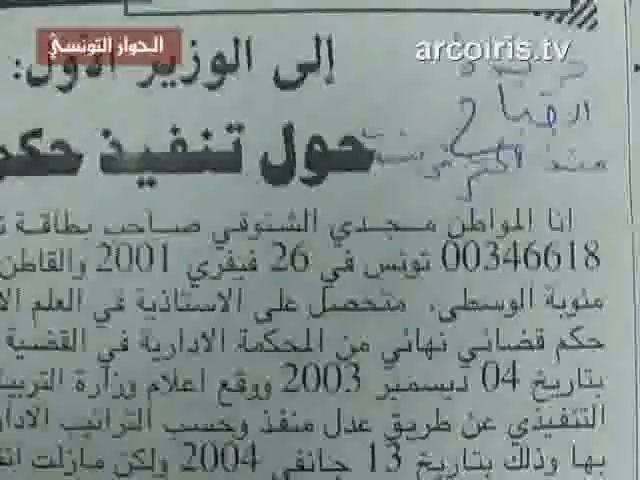 الحوار التونسي
arcoiris.tv
إلى الوزير الأول:
حول تنفيذ حكم
انا المواطن مجدي الشنوفي صاحب بطاقة
00346618 تونس في 26 فيفري 2001 والقاطن
منوبة الوسطى. متحصل على الاستاذية في العلم
حكم قضائي نهائي من المحكمة الادارية في القضية
بتاريخ 04 ديسمبر 2003 ووقع اعلام وزارة التربية
التنفيذي عن طريق عدل منفذ وحسب التراتيب
بها وذلك بتاريخ 13 جانفي 2004 ولكن مازلت